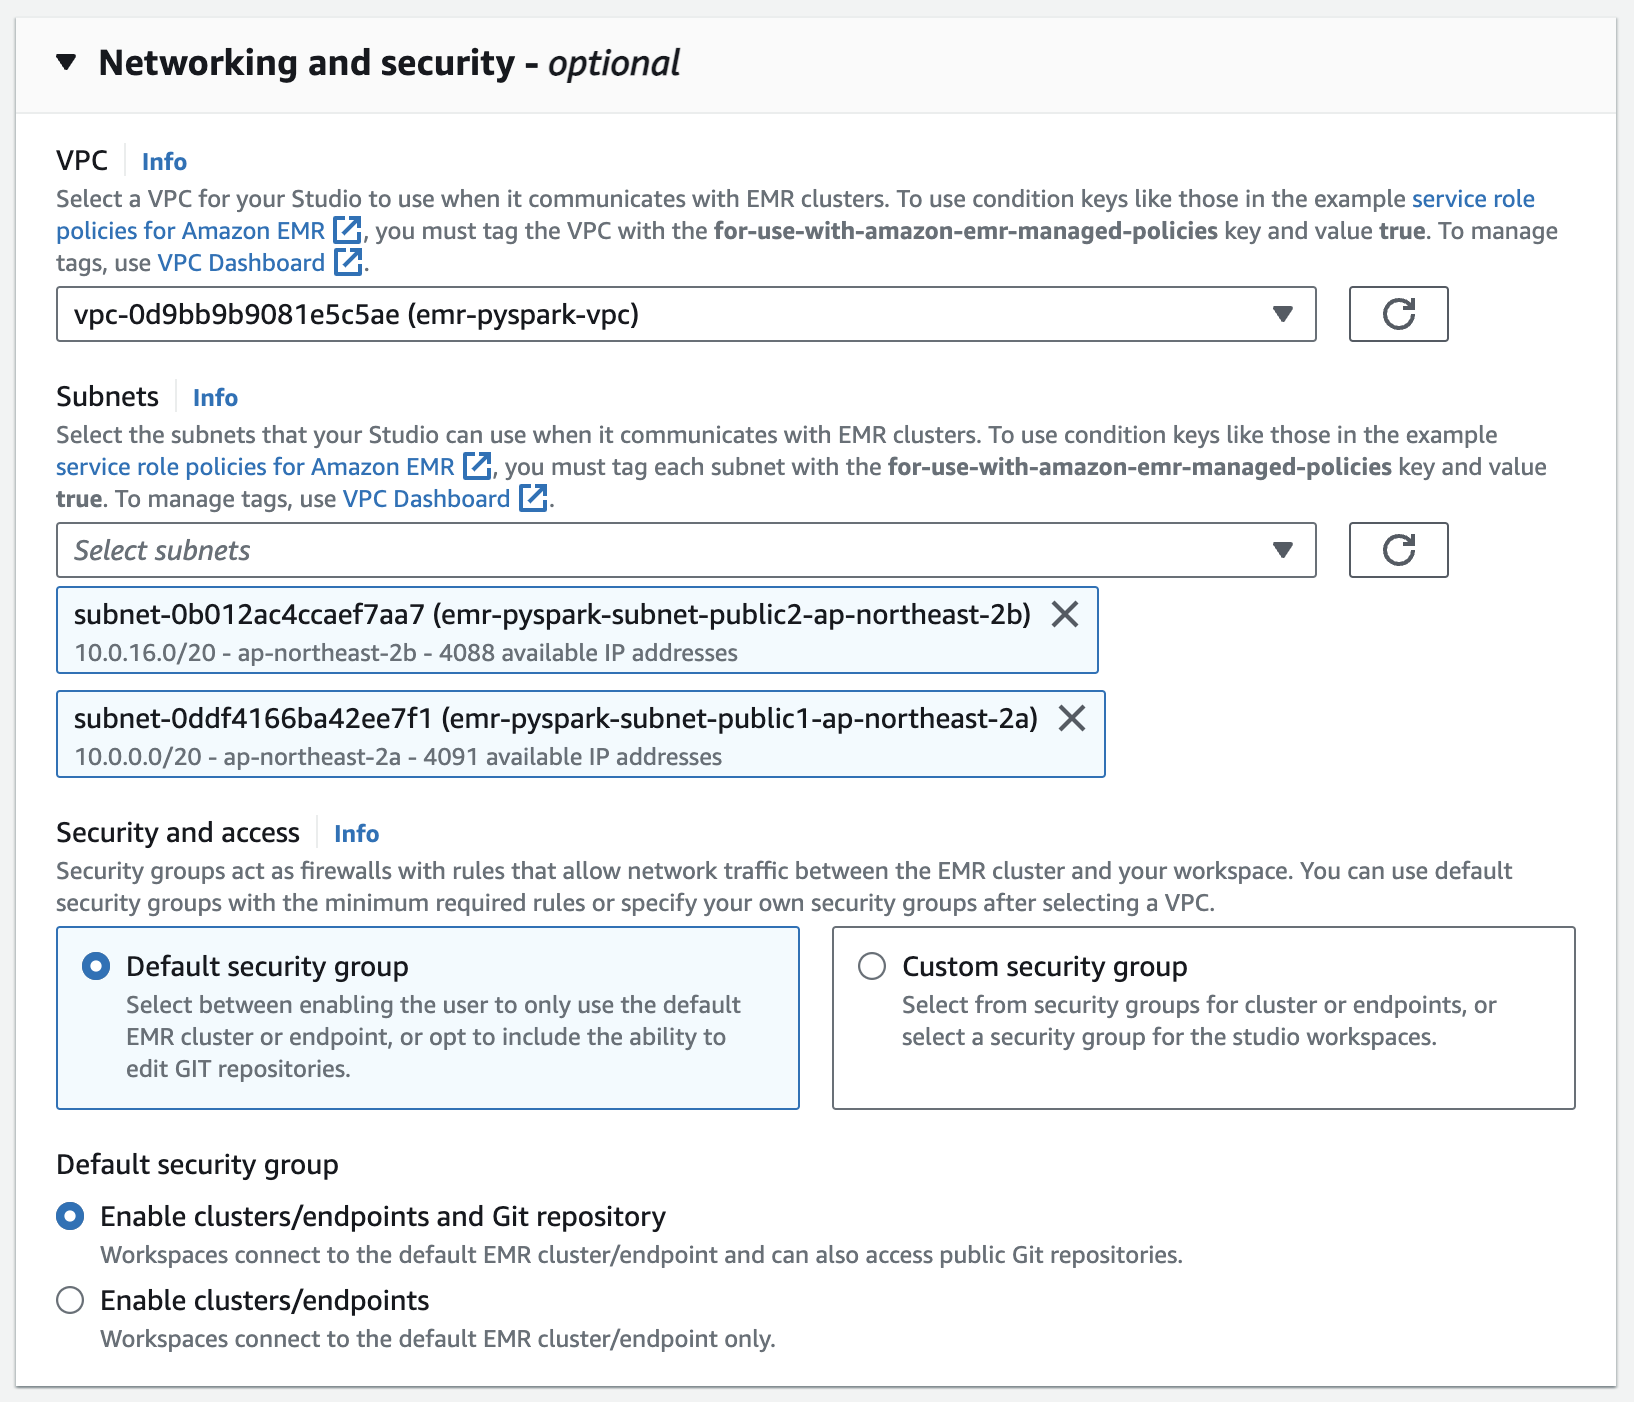 Networking and security - optional
VPC Info
Select a VPC for your Studio to use when it communicates with EMR clusters. To use condition keys like those in the example service role
policies for Amazon EMR , you must tag the VPC with the for-use-with-amazon-emr-managed-policies key and value true. To manage
tags, use VPC Dashboard .
vpc-0d9bb9b9081e5c5ae (emr-pyspark-vpc)
Subnets Info
Select the subnets that your Studio can use when it communicates with EMR clusters. To use condition keys like those in the example
service role policies for Amazon EMR , you must tag each subnet with the for-use-with-amazon-emr-managed-policies key and value
true. To manage tags, use VPC Dashboard .
Select subnets
subnet-0b012ac4ccaef7aa7 (emr-pyspark-subnet-public2-ap-northeast-2b)
10.0.16.0/20 - ap-northeast-2b - 4088 available IP addresses
subnet-0ddf4166ba42ee7f1 (emr-pyspark-subnet-public1-ap-northeast-2a)
10.0.0.0/20 - ap-northeast-2a - 4091 available IP addresses
Security and access Info
Security groups act as firewalls with rules that allow network traffic between the EMR cluster and your workspace. You can use default
security groups with the minimum required rules or specify your own security groups after selecting a VPC.
Default security group
Select between enabling the user to only use the default
EMR cluster or endpoint, or opt to include the ability to
edit GIT repositories.
Custom security group
Select from security groups for cluster or endpoints, or
select a security group for the studio workspaces.
Default security group
Enable clusters/endpoints and Git repository
Workspaces connect to the default EMR cluster/endpoint and can also access public Git repositories.
Enable clusters/endpoints
Workspaces connect to the default EMR cluster/endpoint only.